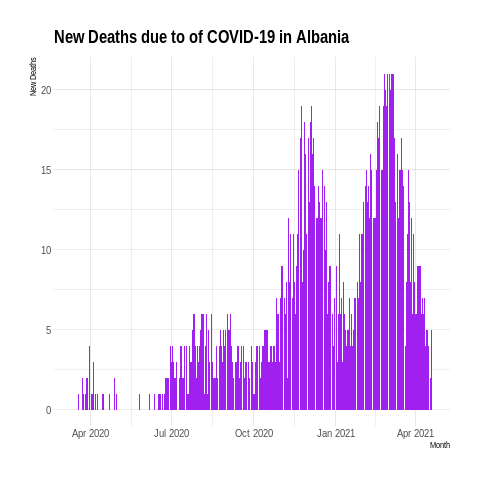 New Deaths due to of COVID-19 in Albania
New Deaths
20
15
10
5
0
Apr 2020 Jul 2020 Oct 2020 Jan 2021 Apr 2021
Month